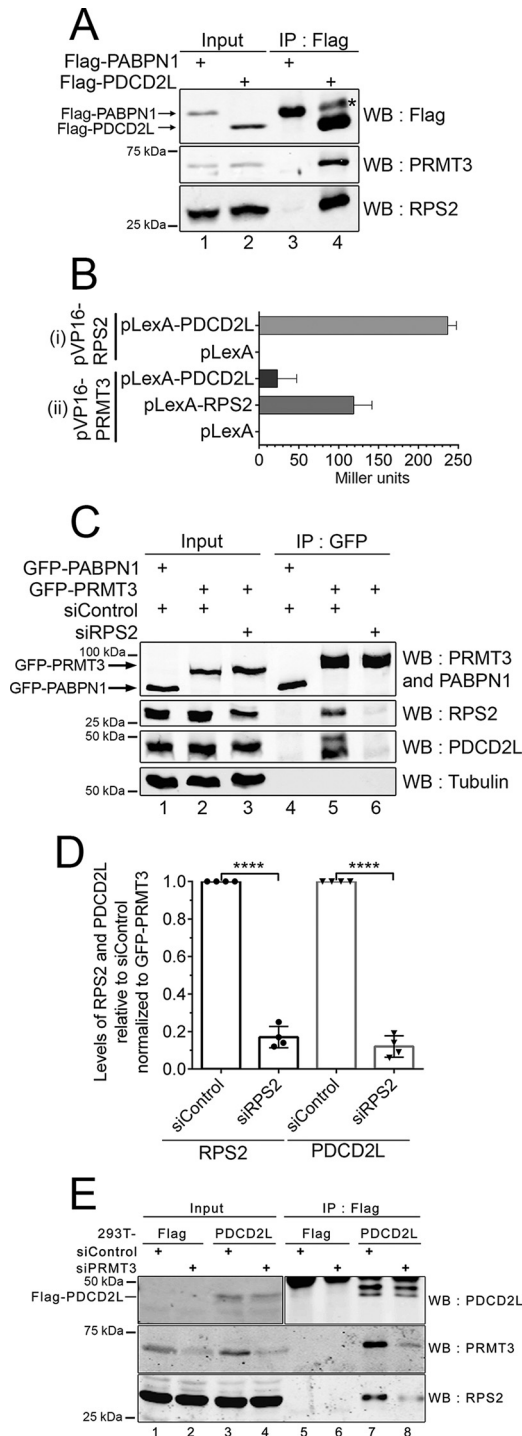 A
Input IP : Flag
Flag-PABPN1 + +
Flag-PDCD2L + +
Flag-PABPN1 * WB : Flag
Flag-PDCD2L
75 kDa WB : PRMT3
WB : RPS2
25 kDa
1 2 3 4
B
(i) pVP16-RPS2
pLexA-PDCD2L
pLexA
(ii) pVP16-PRMT3
pLexA-PDCD2L
pLexA-RPS2
pLexA
0 50 100 150 200 250
Miller units
C
Input IP : GFP
GFP-PABPN1 + +
GFP-PRMT3 + + + +
siControl + + + +
siRPS2 + +
100 kDa
GFP-PRMT3 WB : PRMT3
GFP-PABPN1 and PABPN1
WB : RPS2
25 kDa
50 kDa WB : PDCD2L
WB : Tubulin
50 kDa
1 2 3 4 5 6
D
Levels of RPS2 and PDCD2L
relative to siControl
normalized to GFP-PRMT3
**** ****
1.0
0.8
0.6
0.4
0.2
0.0
siControl siRPS2 siControl siRPS2
RPS2 PDCD2L
E
Input IP : Flag
293T- Flag PDCD2L Flag PDCD2L
siControl + + + +
siPRMT3 + + + +
50 kDa
Flag-PDCD2L WB : PDCD2L
75 kDa
WB : PRMT3
WB : RPS2
25 kDa
1 2 3 4 5 6 7 8